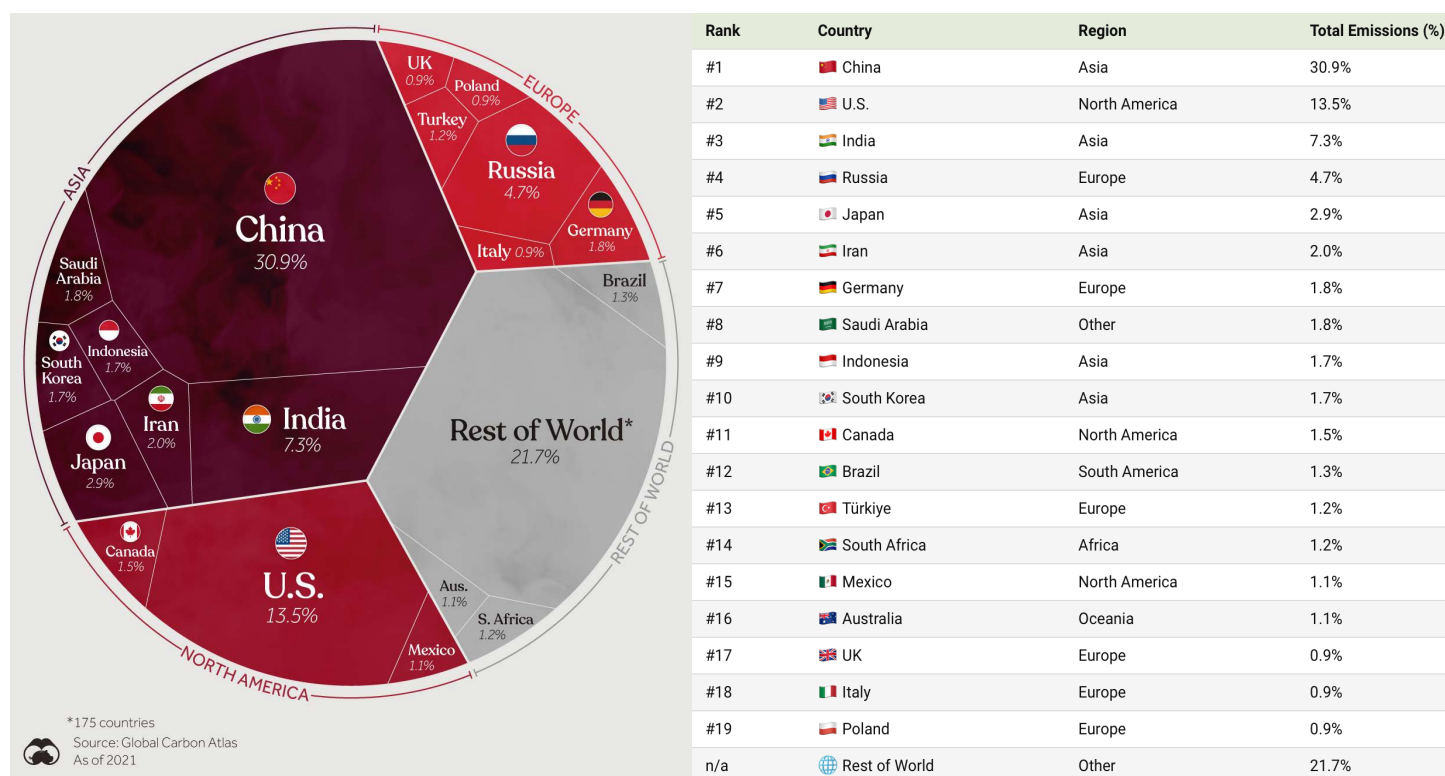 ASIA
EUROPE
REST OF WORLD
NORTH AMERICA
China
30.9%
UK
0.9%
Poland
0.9%
Turkey
1.2%
Russia
4.7%
Germany
1.8%
Italy 0.9%
Saudi
Arabia
1.8%
South
Korea
1.7%
Indonesia
1.7%
Iran
2.0%
Japan
2.9%
India
7.3%
Brazil
1.3%
Rest of World*
21.7%
Aus.
1.1%
S. Africa
1.2%
Canada
1.5%
U.S.
13.5%
Mexico
1.1%
*175 countries
Source: Global Carbon Atlas
As of 2021
Rank Country Region Total Emissions (%)
#1 China Asia 30.9%
#2 U.S. North America 13.5%
#3 India Asia 7.3%
#4 Russia Europe 4.7%
#5 Japan Asia 2.9%
#6 Iran Asia 2.0%
#7 Germany Europe 1.8%
#8 Saudi Arabia Other 1.8%
#9 Indonesia Asia 1.7%
#10 South Korea Asia 1.7%
#11 Canada North America 1.5%
#12 Brazil South America 1.3%
#13 Türkiye Europe 1.2%
#14 South Africa Africa 1.2%
#15 Mexico North America 1.1%
#16 Australia Oceania 1.1%
#17 UK Europe 0.9%
#18 Italy Europe 0.9%
#19 Poland Europe 0.9%
n/a Rest of World Other 21.7%